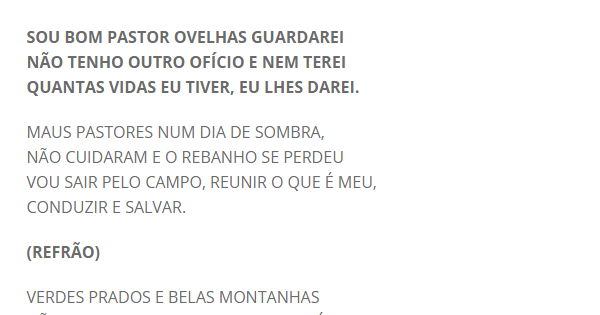 SOU BOM PASTOR OVELHAS GUARDAREI
NÃO TENHO OUTRO OFÍCIO E NEM TEREI
QUANTAS VIDAS EU TIVER, EU LHES DAREI.
MAUS PASTORES NUM DIA DE SOMBRA,
NÃO CUIDARAM E O REBANHO SE PERDEU
VOU SAIR PELO CAMPO, REUNIR O QUE É MEU,
CONDUZIR E SALVAR.
(REFRÃO)
VERDES PRADOS E BELAS MONTANHAS